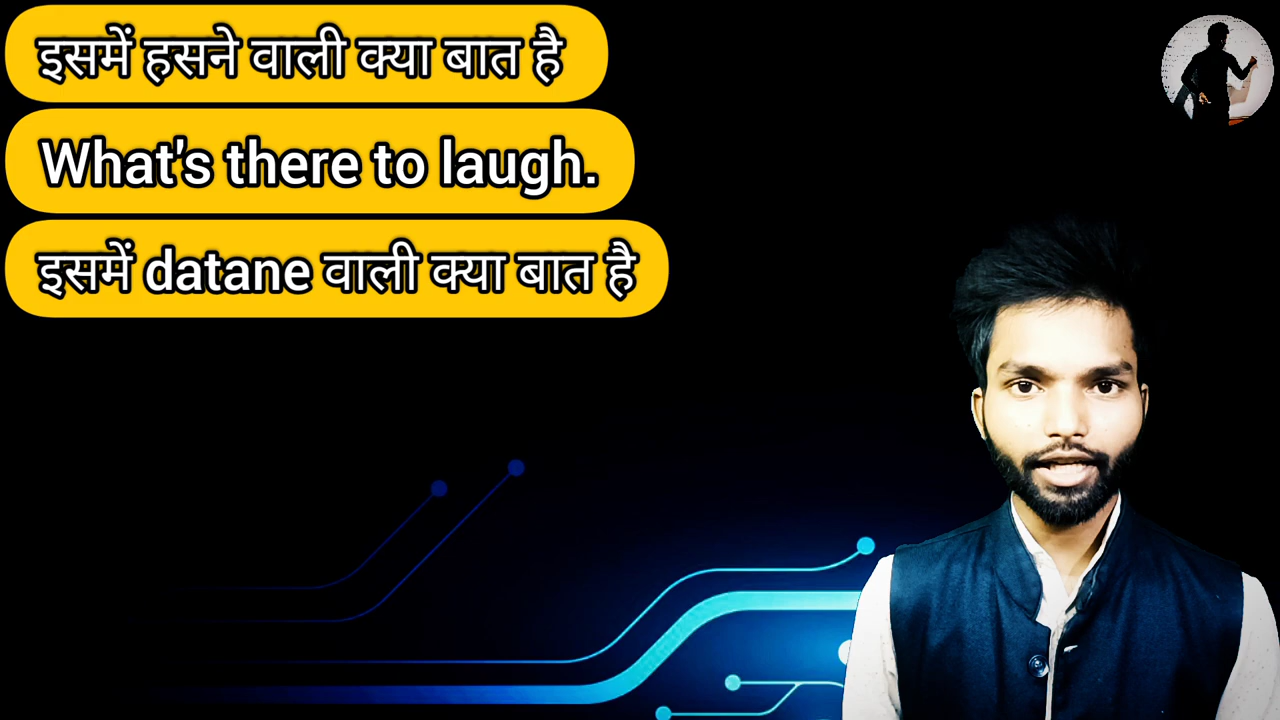 इसमें हसने वाली क्या बात है
What's there to laugh.
इसमें datane वाली क्या बात है